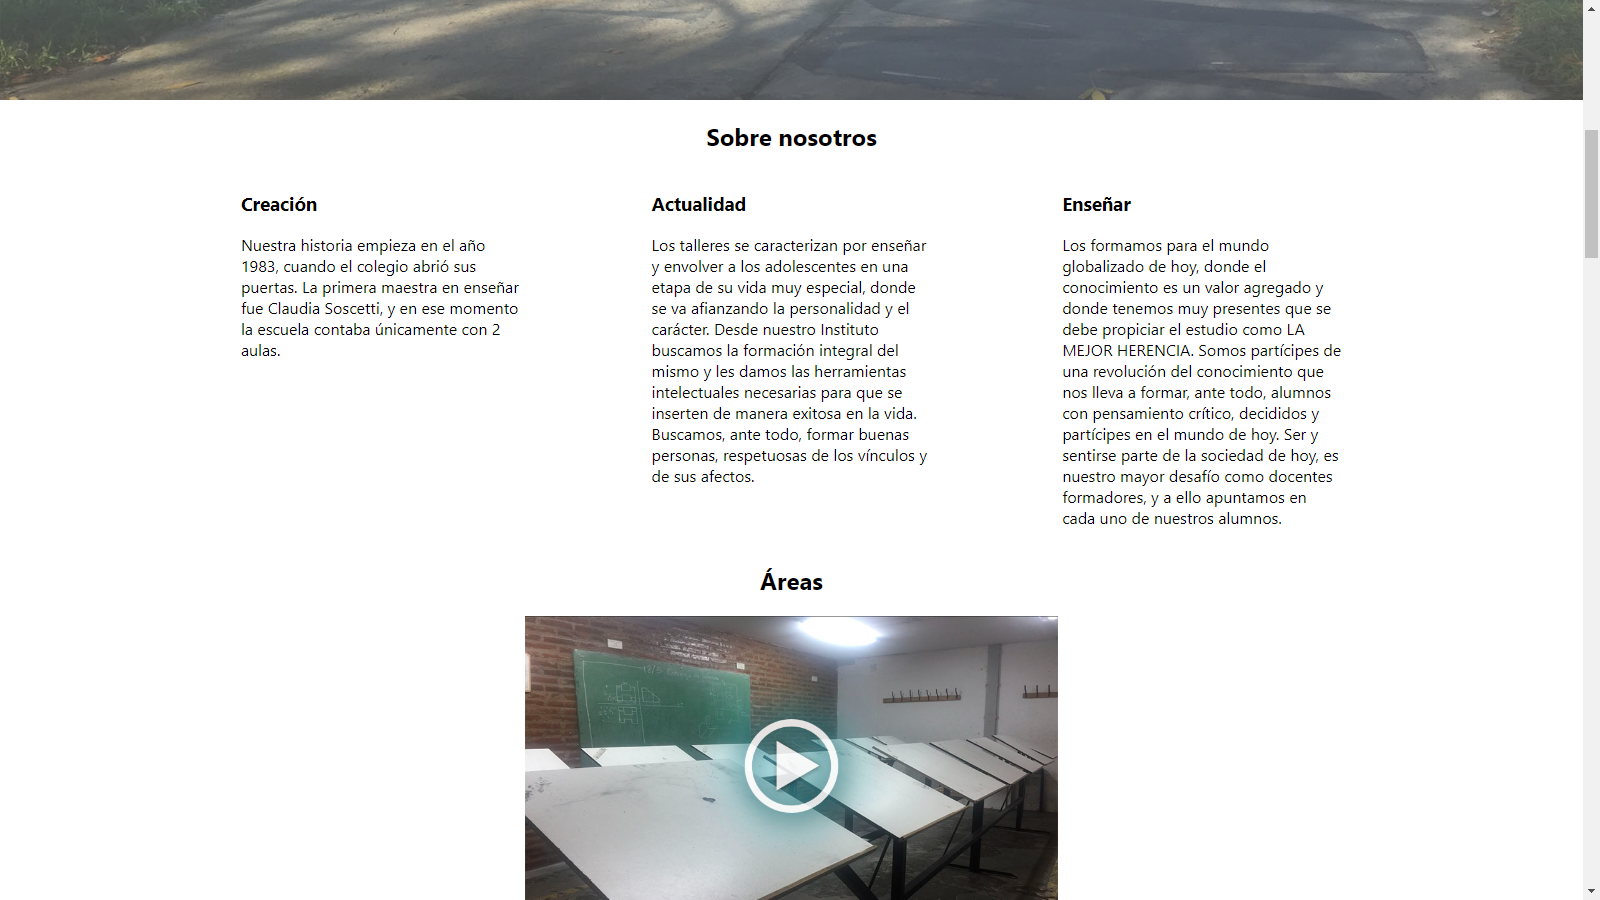 Sobre nosotros
Creación
Nuestra historia empieza en el año
1983, cuando el colegio abrió sus
puertas. La primera maestra en enseñar
fue Claudia Soscetti, y en ese momento
la escuela contaba únicamente con 2
aulas.
Actualidad
Los talleres se caracterizan por enseñar
y envolver a los adolescentes en una
etapa de su vida muy especial, donde
se va afianzando la personalidad y el
carácter. Desde nuestro Instituto
buscamos la formación integral del
mismo y les damos las herramientas
intelectuales necesarias para que se
inserten de manera exitosa en la vida.
Buscamos, ante todo, formar buenas
personas, respetuosas de los vínculos y
de sus afectos.
Enseñar
Los formamos para el mundo
globalizado de hoy, donde el
conocimiento es un valor agregado y
donde tenemos muy presentes que se
debe propiciar el estudio como LA
MEJOR HERENCIA. Somos partícipes de
una revolución del conocimiento que
nos lleva a formar, ante todo, alumnos
con pensamiento crítico, decididos y
partícipes en el mundo de hoy. Ser y
sentirse parte de la sociedad de hoy, es
nuestro mayor desafío como docentes
formadores, y a ello apuntamos en
cada uno de nuestros alumnos.
Áreas